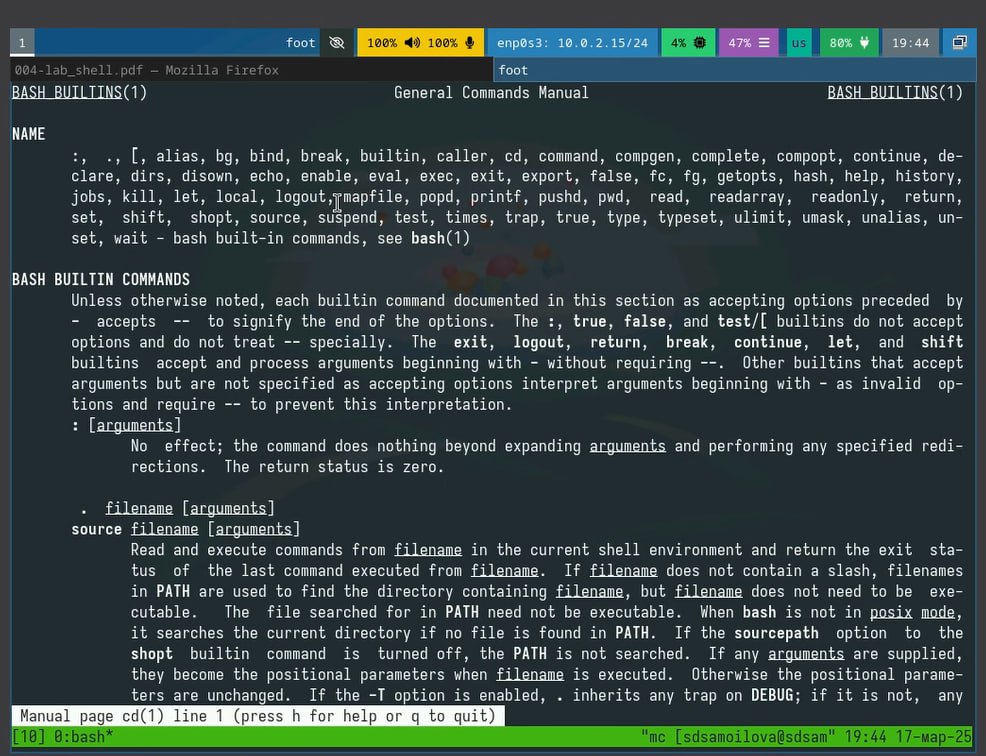 1 foot 100% 100% enp0s3: 10.0.2.15/24 4% 47% us 80% 19:44
004-lab_shell.pdf — Mozilla Firefox foot
BASH_BUILTINS(1) General Commands Manual BASH_BUILTINS(1)
NAME
:, ., [, alias, bg, bind, break, builtin, caller, cd, command, compgen, complete, compopt, continue, de-
clare, dirs, disown, echo, enable, eval, exec, exit, export, false, fc, fg, getopts, hash, help, history,
jobs, kill, let, local, logout, mapfile, popd, printf, pushd, pwd, read, readarray, readonly, return,
set, shift, shopt, source, suspend, test, times, trap, true, type, typeset, ulimit, umask, unalias, un-
set, wait - bash built-in commands, see bash(1)
BASH BUILTIN COMMANDS
Unless otherwise noted, each builtin command documented in this section as accepting options preceded by
- accepts -- to signify the end of the options. The :, true, false, and test/[ builtins do not accept
options and do not treat -- specially. The exit, logout, return, break, continue, let, and shift
builtins accept and process arguments beginning with - without requiring --. Other builtins that accept
arguments but are not specified as accepting options interpret arguments beginning with - as invalid op-
tions and require -- to prevent this interpretation.
: [arguments]
No effect; the command does nothing beyond expanding arguments and performing any specified redi-
rections. The return status is zero.
. filename [arguments]
source filename [arguments]
Read and execute commands from filename in the current shell environment and return the exit sta-
tus of the last command executed from filename. If filename does not contain a slash, filenames
in PATH are used to find the directory containing filename, but filename does not need to be exe-
cutable. The file searched for in PATH need not be executable. When bash is not in posix mode,
it searches the current directory if no file is found in PATH. If the sourcepath option to the
shopt builtin command is turned off, the PATH is not searched. If any arguments are supplied,
they become the positional parameters when filename is executed. Otherwise the positional parame-
ters are unchanged. If the -T option is enabled, . inherits any trap on DEBUG; if it is not, any
Manual page cd(1) line 1 (press h for help or q to quit)
[10] 0:bash* "mc [sdsamoilova@sdsam" 19:44 17-мар-25